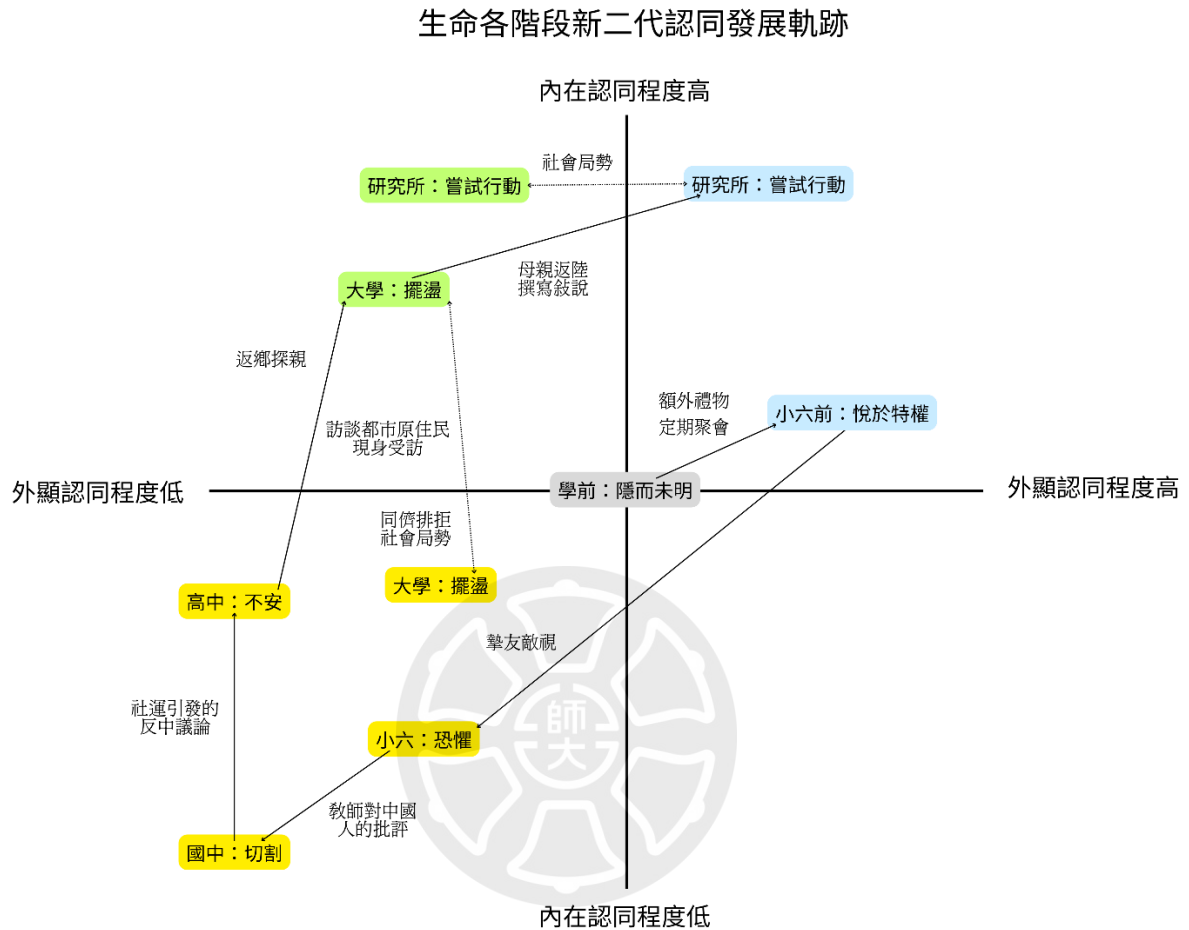 生命各階段新二代認同發展軌跡
內在認同程度高
社會局勢
研究所：嘗試行動
研究所：嘗試行動
母親返陸
撰寫敍說
大學：擺盪
返鄉探親
額外禮物
定期聚會
小六前：悅於特權
訪談都市原住民
現身受訪
外顯認同程度低
學前：隱而未明
外顯認同程度高
同儕排拒
社會局勢
大學：擺盪
高中：不安
摯友敵視
社運引發的
反中議論
小六：恐懼
師
大
教師對中國
人的批評
國中：切割
內在認同程度低